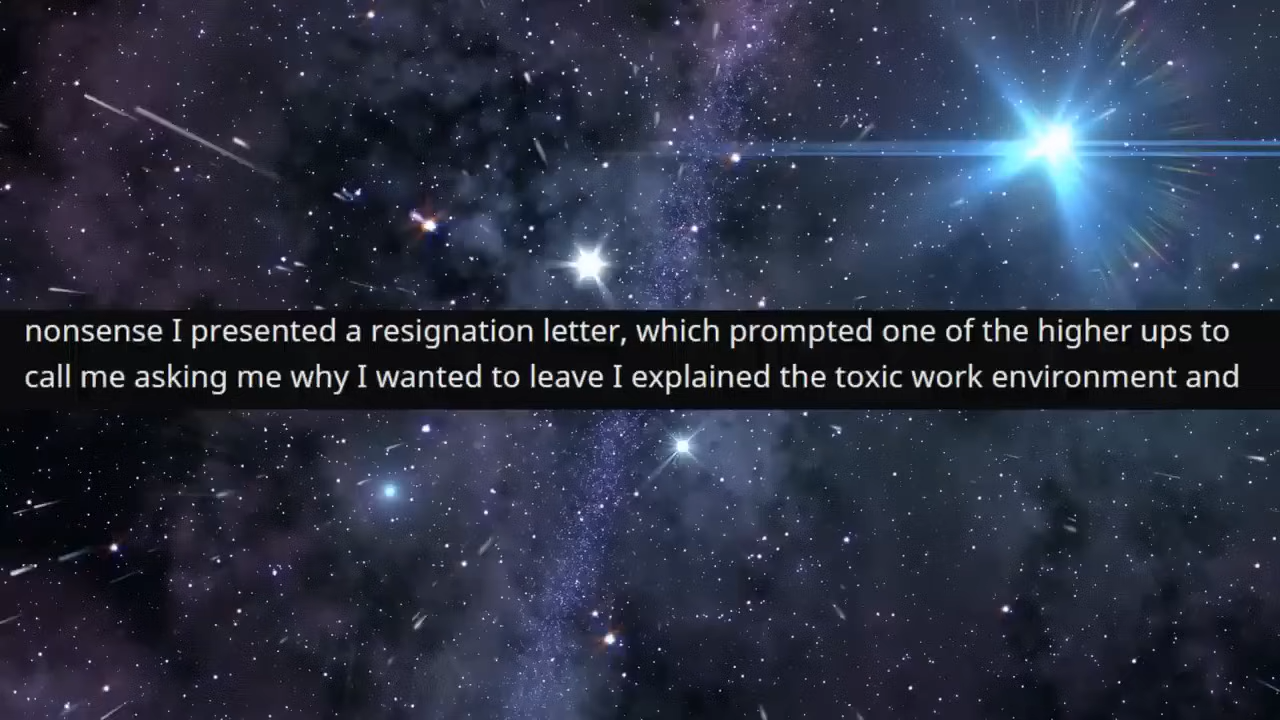 nonsense I presented a resignation letter, which prompted one of the higher ups to
call me asking me why I wanted to leave I explained the toxic work environment and